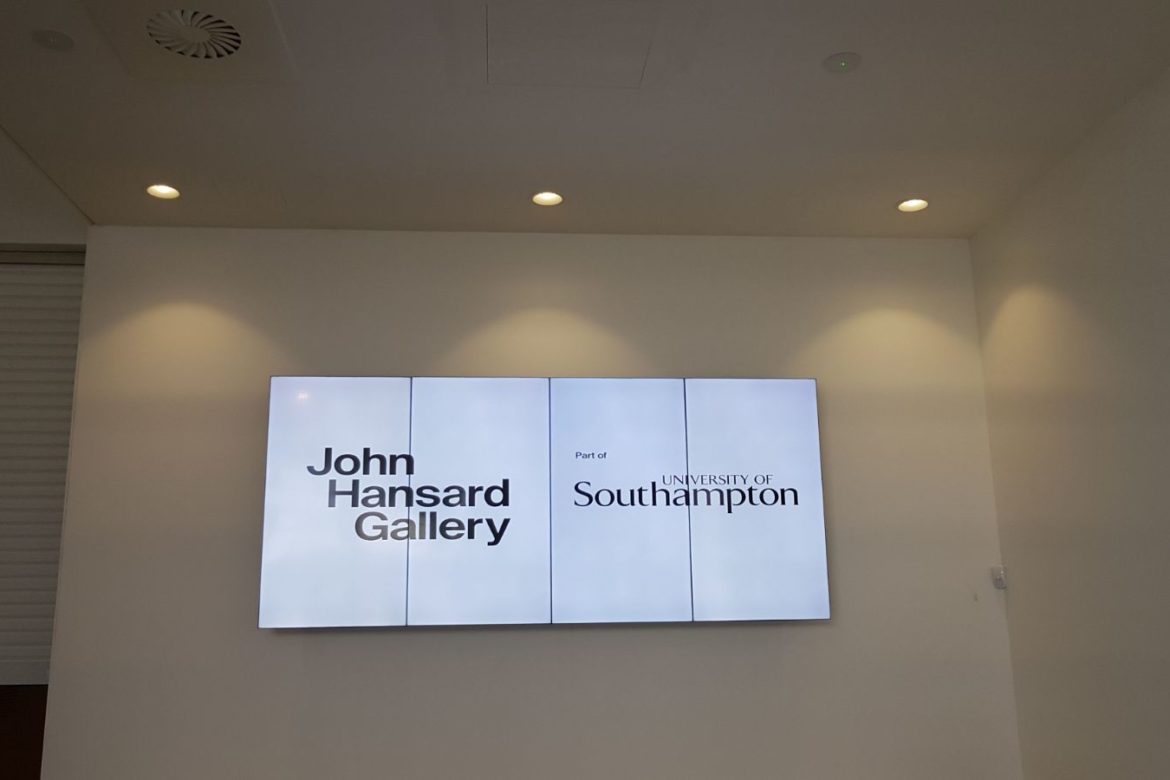 John
Hansard
Gallery
Part of
UNIVERSITY OF
Southampton